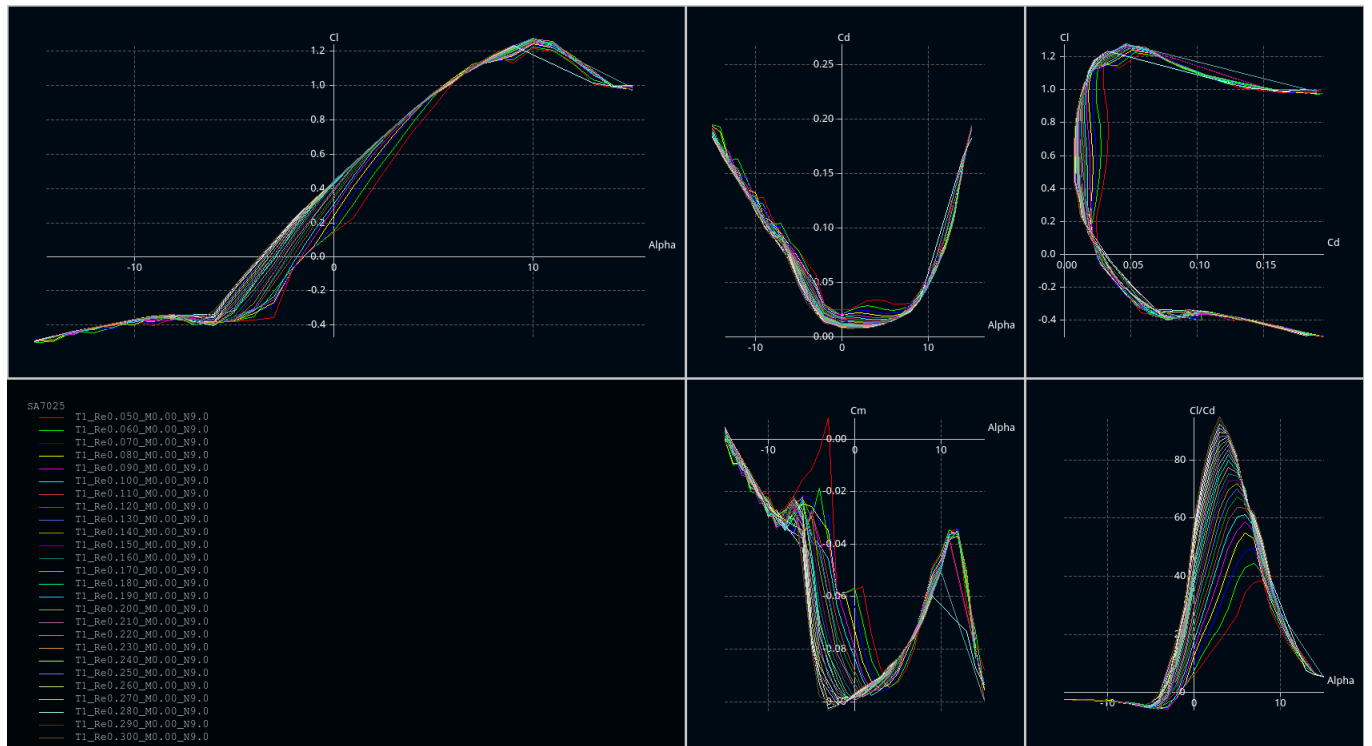 Cl
1.2
1.0
0.8
0.6
0.4
0.2
0.0
-0.2
-0.4
-10
0
10
Alpha
Cd
0.25
0.20
0.15
0.10
0.05
0.00
-10
0
10
Alpha
Cl
1.2
1.0
0.8
0.6
0.4
0.2
0.0
-0.4
0.00
0.05
0.10
0.15
Cd
SA7025
T1_Re0.050_M0.00_N9.0
T1_Re0.060_M0.00_N9.0
T1_Re0.070_M0.00_N9.0
T1_Re0.080_M0.00_N9.0
T1_Re0.090_M0.00_N9.0
T1_Re0.100_M0.00_N9.0
T1_Re0.110_M0.00_N9.0
T1_Re0.120_M0.00_N9.0
T1_Re0.130_M0.00_N9.0
T1_Re0.140_M0.00_N9.0
T1_Re0.150_M0.00_N9.0
T1_Re0.160_M0.00_N9.0
T1_Re0.170_M0.00_N9.0
T1_Re0.180_M0.00_N9.0
T1_Re0.190_M0.00_N9.0
T1_Re0.200_M0.00_N9.0
T1_Re0.210_M0.00_N9.0
T1_Re0.220_M0.00_N9.0
T1_Re0.230_M0.00_N9.0
T1_Re0.240_M0.00_N9.0
T1_Re0.250_M0.00_N9.0
T1_Re0.260_M0.00_N9.0
T1_Re0.270_M0.00_N9.0
T1_Re0.280_M0.00_N9.0
T1_Re0.290_M0.00_N9.0
T1_Re0.300_M0.00_N9.0
Cm
Alpha
0.00
-10
0
10
-0.02
-0.04
-0.06
-0.08
Cl/Cd
80
60
40
20
0
-10
0
10
Alpha